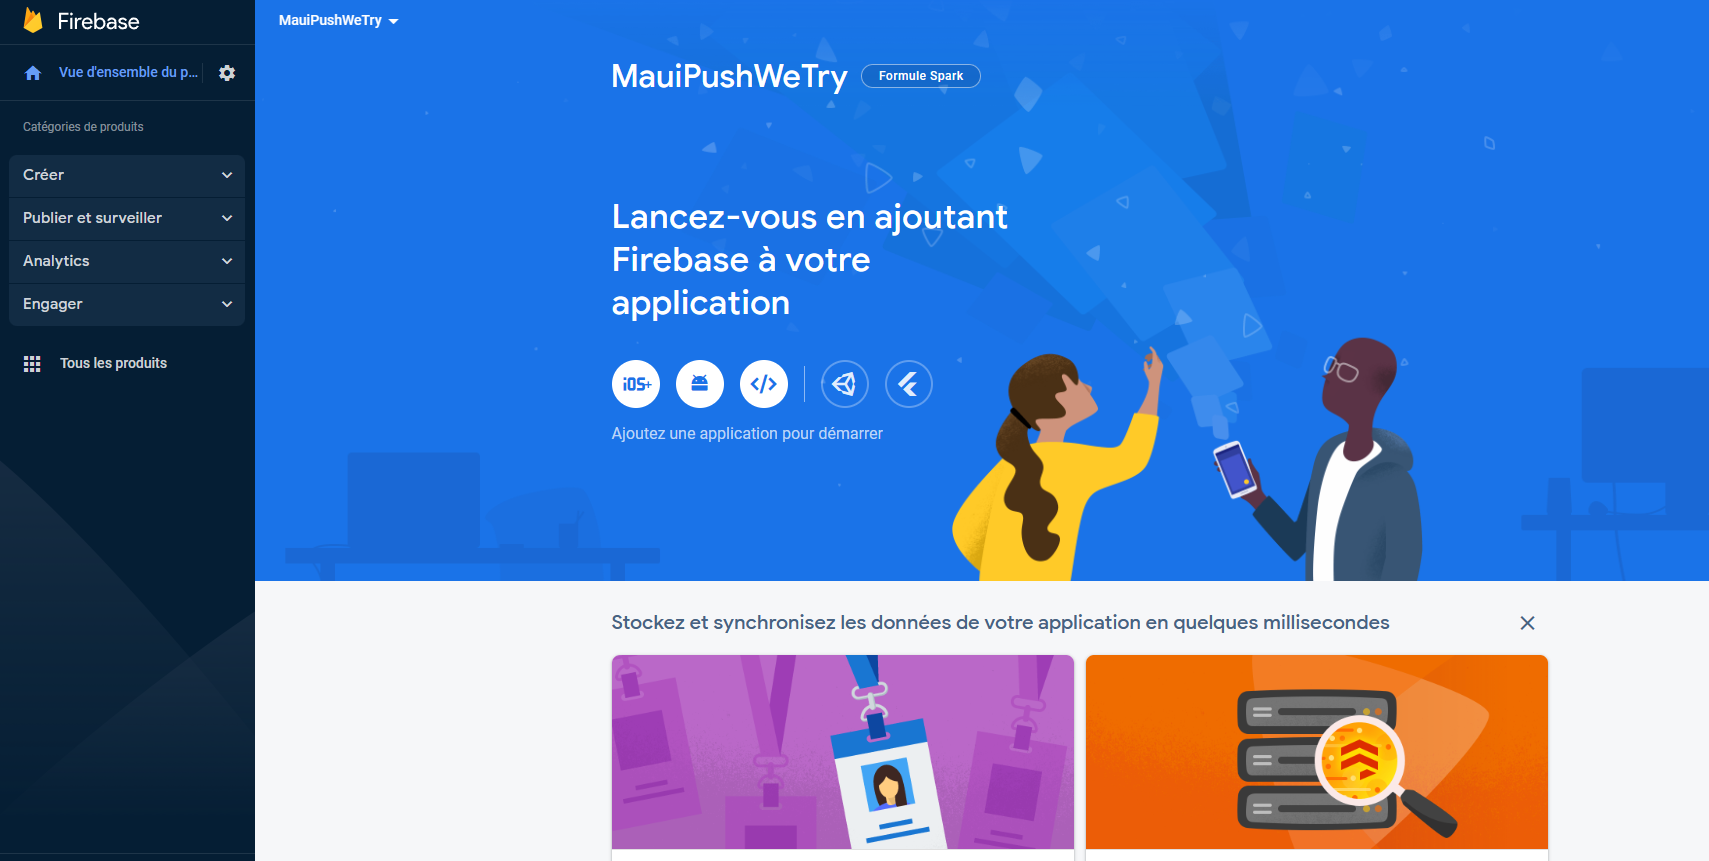 Firebase
Vue d'ensemble du p...
Catégories de produits
Créer
Publier et surveiller
Analytics
Engager
Tous les produits
MauiPushWeTry
MauiPushWeTry
Formule Spark
Lancez-vous en ajoutant
Firebase à votre
application
iOS+
Ajoutez une application pour démarrer
Stockez et synchronisez les données de votre application en quelques millisecondes